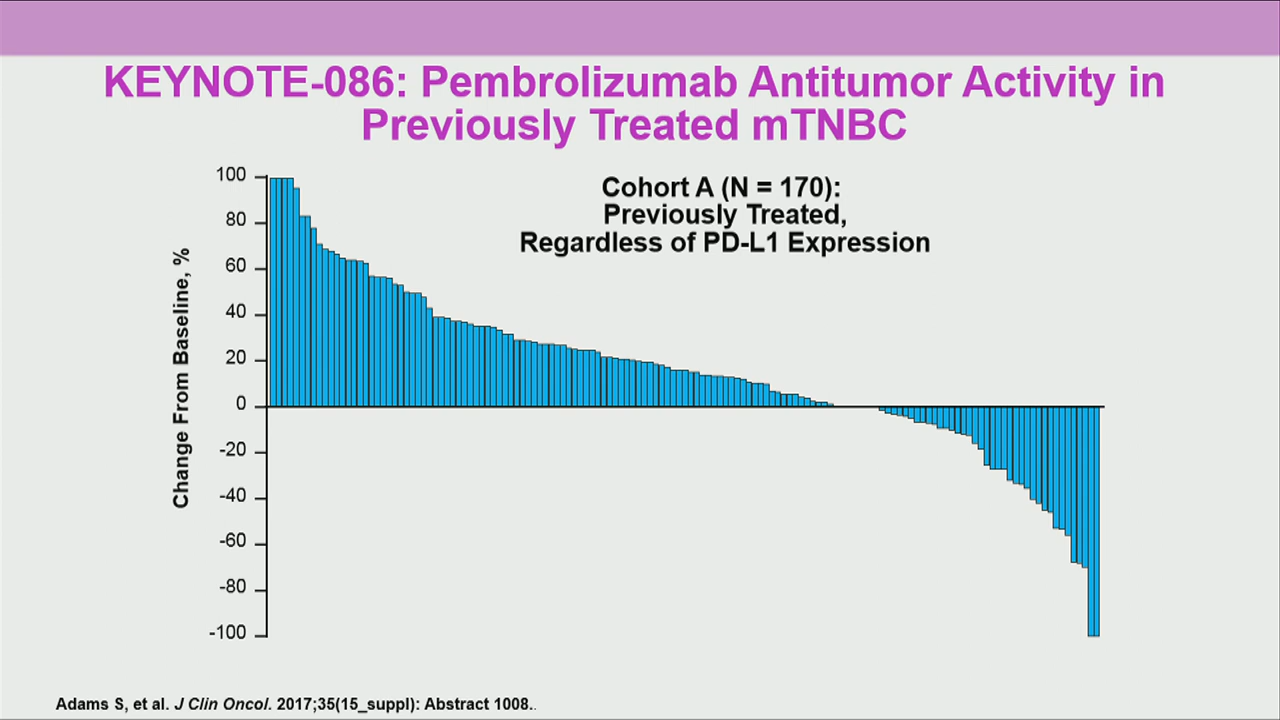 KEYNOTE-086: Pembrolizumab Antitumor Activity in
Previously Treated mTNBC
Cohort A (N = 170):
Previously Treated,
Regardless of PD-L1 Expression
Change From Baseline, %
100
80
60
40
20
0
-20
-40
-60
-80
-100
Adams S, et al. J Clin Oncol. 2017;35(15_suppl): Abstract 1008..